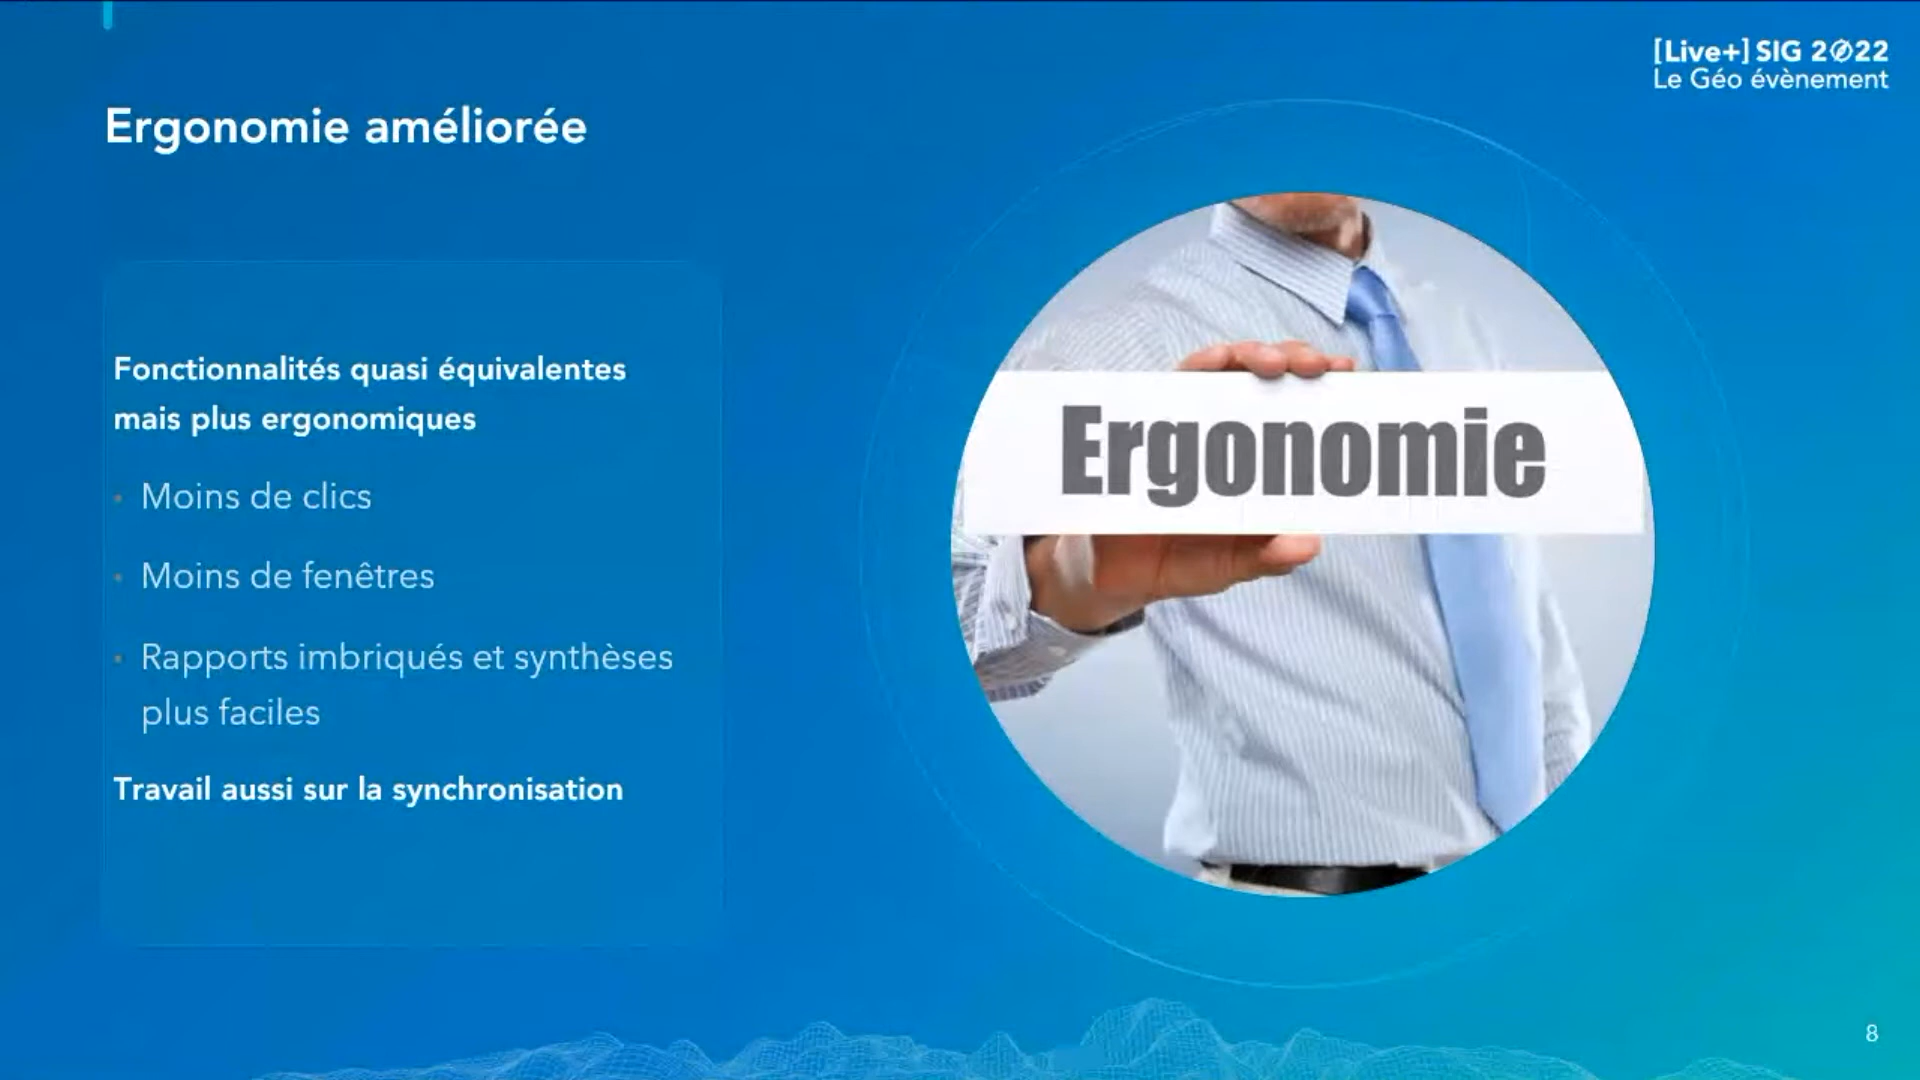 [Live+] SIG 2022
Le Géo évènement
Ergonomie améliorée
Fonctionnalités quasi équivalentes
mais plus ergonomiques
Moins de clics
Moins de fenêtres
Rapports imbriqués et synthèses
plus faciles
Travail aussi sur la synchronisation
Ergonomie
8